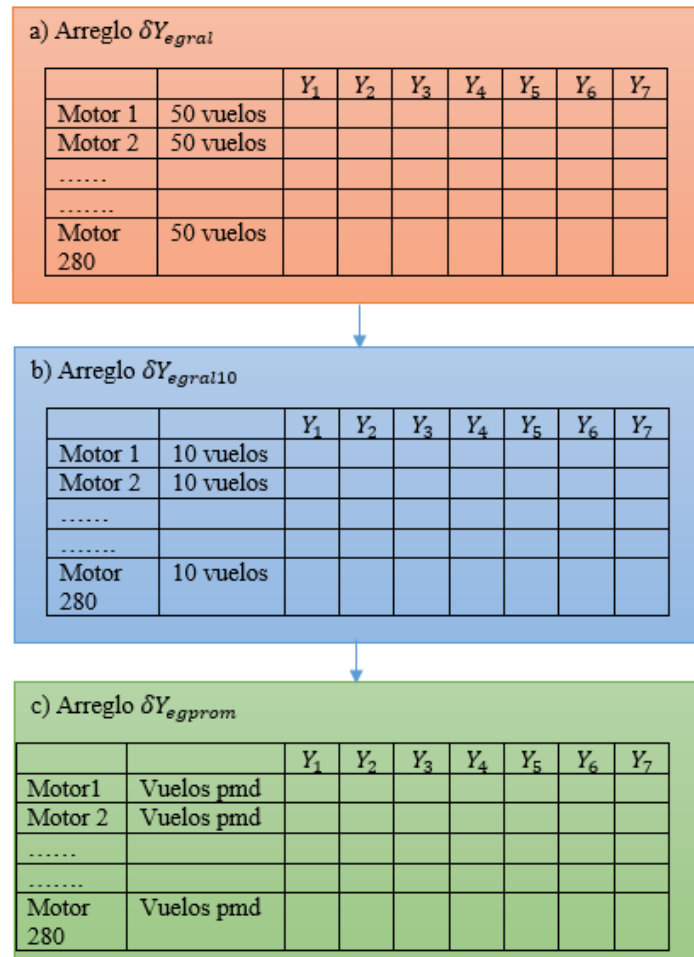 a) Arreglo δY_egral
Y₁ Y₂ Y₃ Y₄ Y₅ Y₆ Y₇
Motor 1 50 vuelos
Motor 2 50 vuelos
……
…….
Motor 50 vuelos
280
b) Arreglo δY_egral10
Y₁ Y₂ Y₃ Y₄ Y₅ Y₆ Y₇
Motor 1 10 vuelos
Motor 2 10 vuelos
……
…….
Motor 10 vuelos
280
c) Arreglo δY_egprom
Y₁ Y₂ Y₃ Y₄ Y₅ Y₆ Y₇
Motor1 Vuelos pmd
Motor 2 Vuelos pmd
……
…….
Motor Vuelos pmd
280